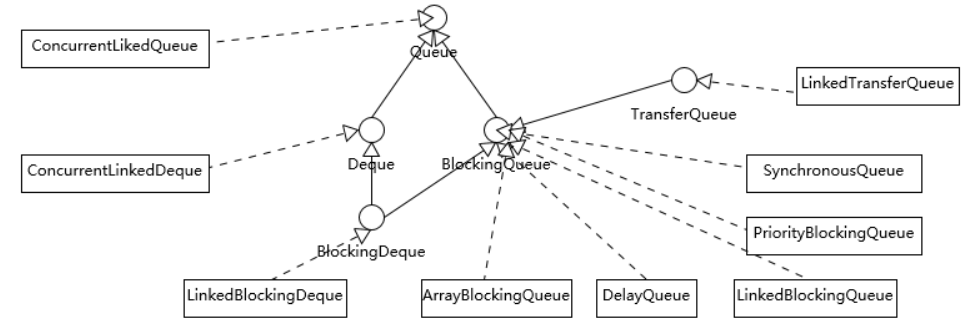 ConcurrentLikedQueue
Queue
LinkedTransferQueue
TransferQueue
ConcurrentLinkedDeque
Deque
BlockingQueue
SynchronousQueue
PriorityBlockingQueue
BlockingDeque
LinkedBlockingDeque
ArrayBlockingQueue
DelayQueue
LinkedBlockingQueue